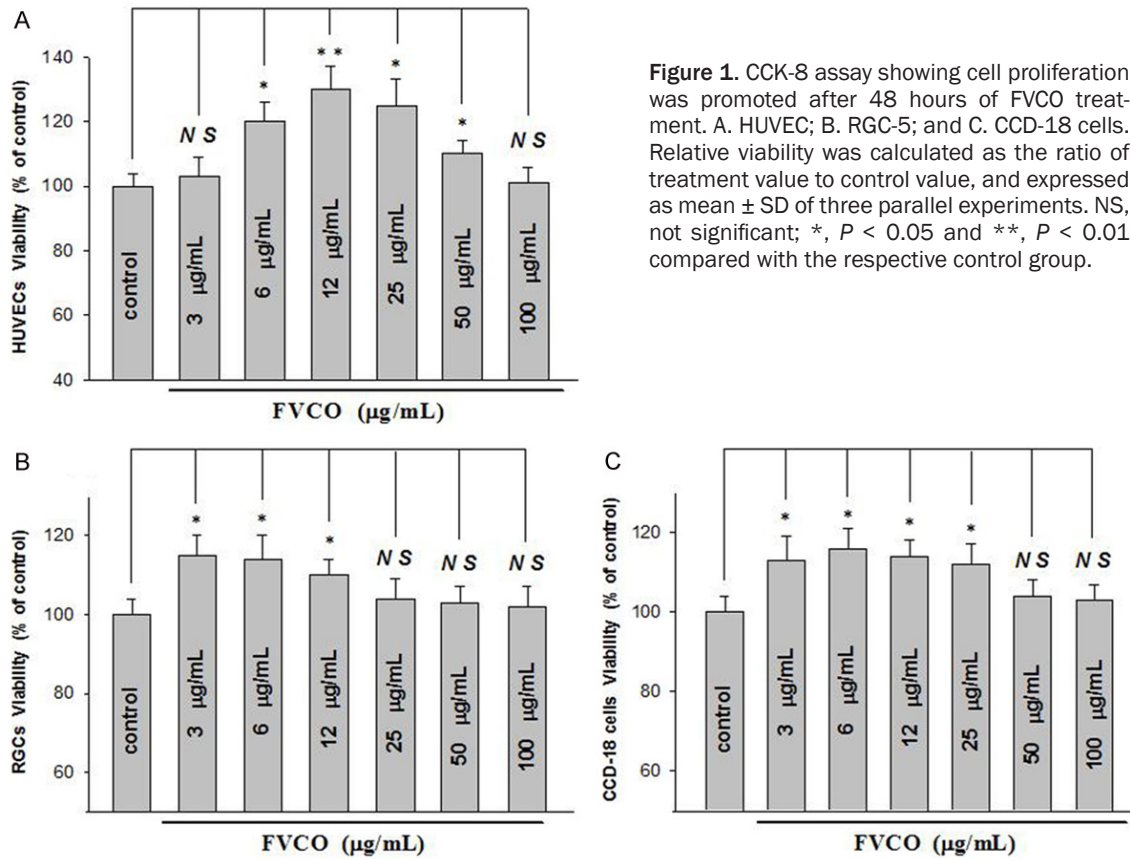 A
HUVECs Viability (% of control)
140
120
100
80
60
40
* ** * *
NS NS
control
3 µg/mL
6 µg/mL
12 µg/mL
25 µg/mL
50 µg/mL
100 µg/mL
FVCO (µg/mL)
Figure 1. CCK-8 assay showing cell proliferation
was promoted after 48 hours of FVCO treat-
ment. A. HUVEC; B. RGC-5; and C. CCD-18 cells.
Relative viability was calculated as the ratio of
treatment value to control value, and expressed
as mean ± SD of three parallel experiments. NS,
not significant; *, P < 0.05 and **, P < 0.01
compared with the respective control group.
B
RGCs Viability (% of control)
120
100
80
60
* * * NS NS NS
control
3 µg/mL
6 µg/mL
12 µg/mL
25 µg/mL
50 µg/mL
100 µg/mL
FVCO (µg/mL)
C
CCD-18 cells Viability (% of control)
120
100
80
60
* * * * NS NS
control
3 µg/mL
6 µg/mL
12 µg/mL
25 µg/mL
50 µg/mL
100 µg/mL
FVCO (µg/mL)